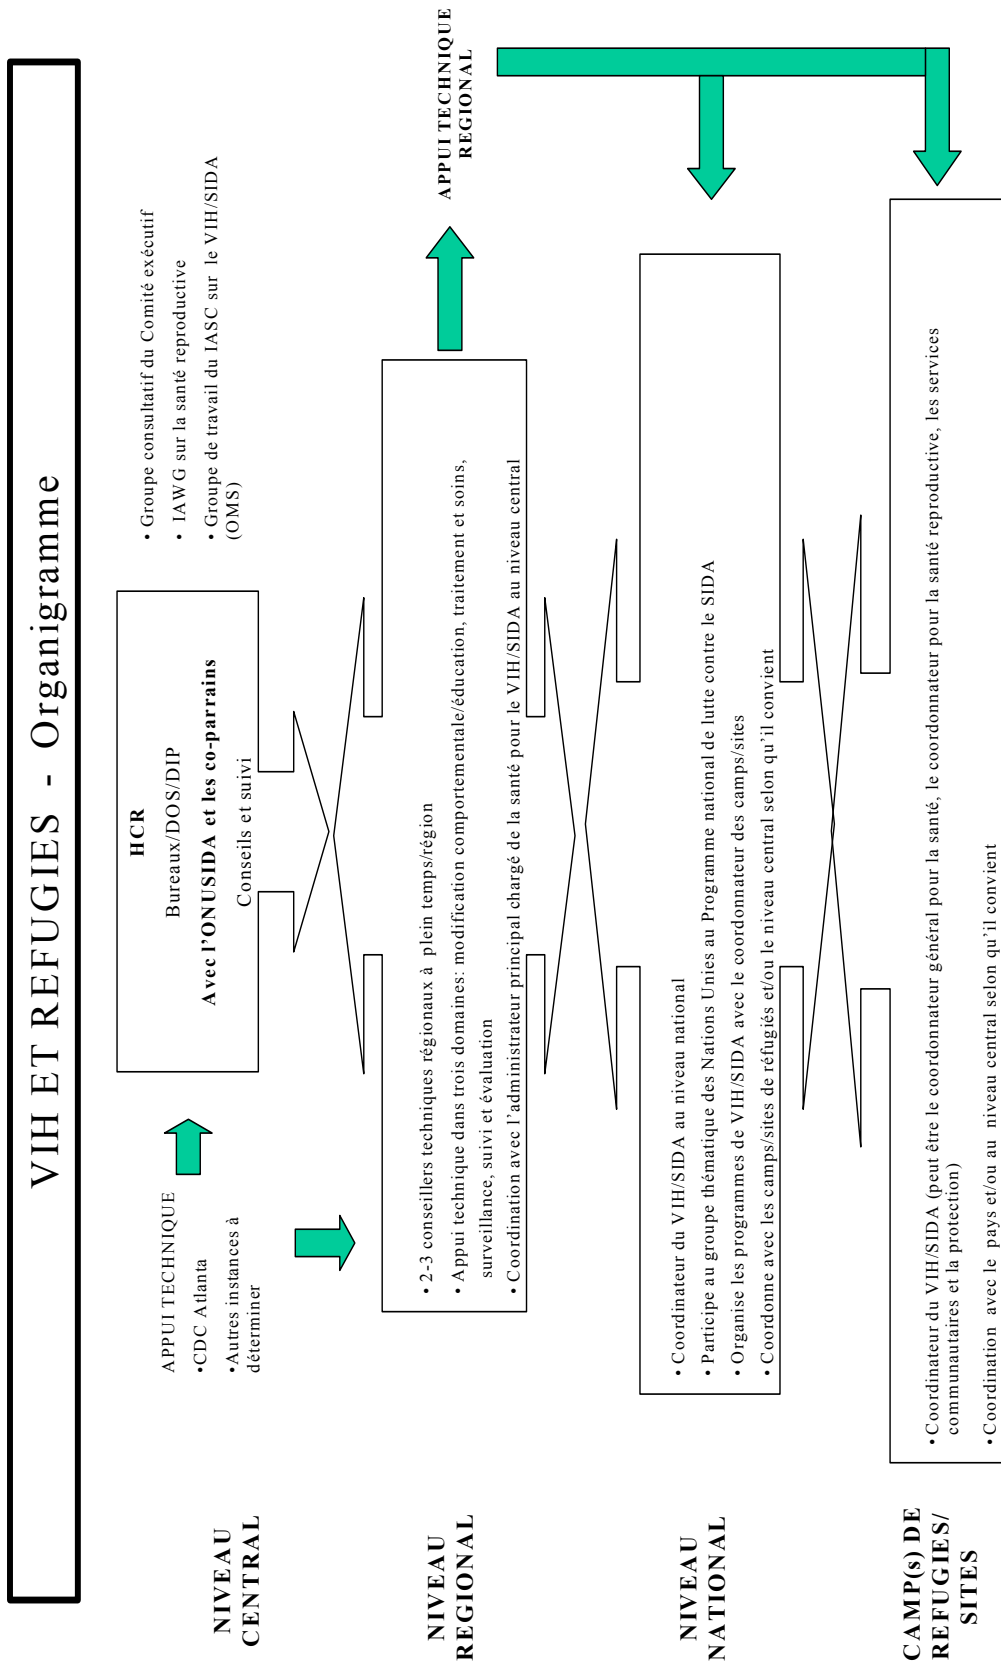 VIH ET REFUGIES - Organigramme
NIVEAU
CENTRAL
APPUI TECHNIQUE
•CDC Atlanta
•Autres instances à
déterminer
HCR
Bureaux/DOS/DIP
Avec l'ONUSIDA et les co-parrains
Conseils et suivi
• Groupe consultatif du Comité exécutif
• IAWG sur la santé reproductive
• Groupe de travail du IASC sur le VIH/SIDA
(OMS)
NIVEAU
REGIONAL
• 2-3 conseillers techniques régionaux à plein temps/région
• Appui technique dans trois domaines: modification comportementale/éducation, traitement et soins,
surveillance, suivi et évaluation
• Coordination avec l'administrateur principal chargé de la santé pour le VIH/SIDA au niveau central
APPUI TECHNIQUE
REGIONAL
NIVEAU
NATIONAL
• Coordinateur du VIH/SIDA au niveau national
• Participe au groupe thématique des Nations Unies au Programme national de lutte contre le SIDA
• Organise les programmes de VIH/SIDA avec le coordonnateur des camps/sites
• Coordonne avec les camps/sites de réfugiés et/ou le niveau central selon qu'il convient
CAMP(s) DE
REFUGIES/
SITES
• Coordinateur du VIH/SIDA (peut être le coordonnateur général pour la santé, le coordonnateur pour la santé reproductive, les services
communautaires et la protection)
• Coordination avec le pays et/ou au niveau central selon qu'il convient